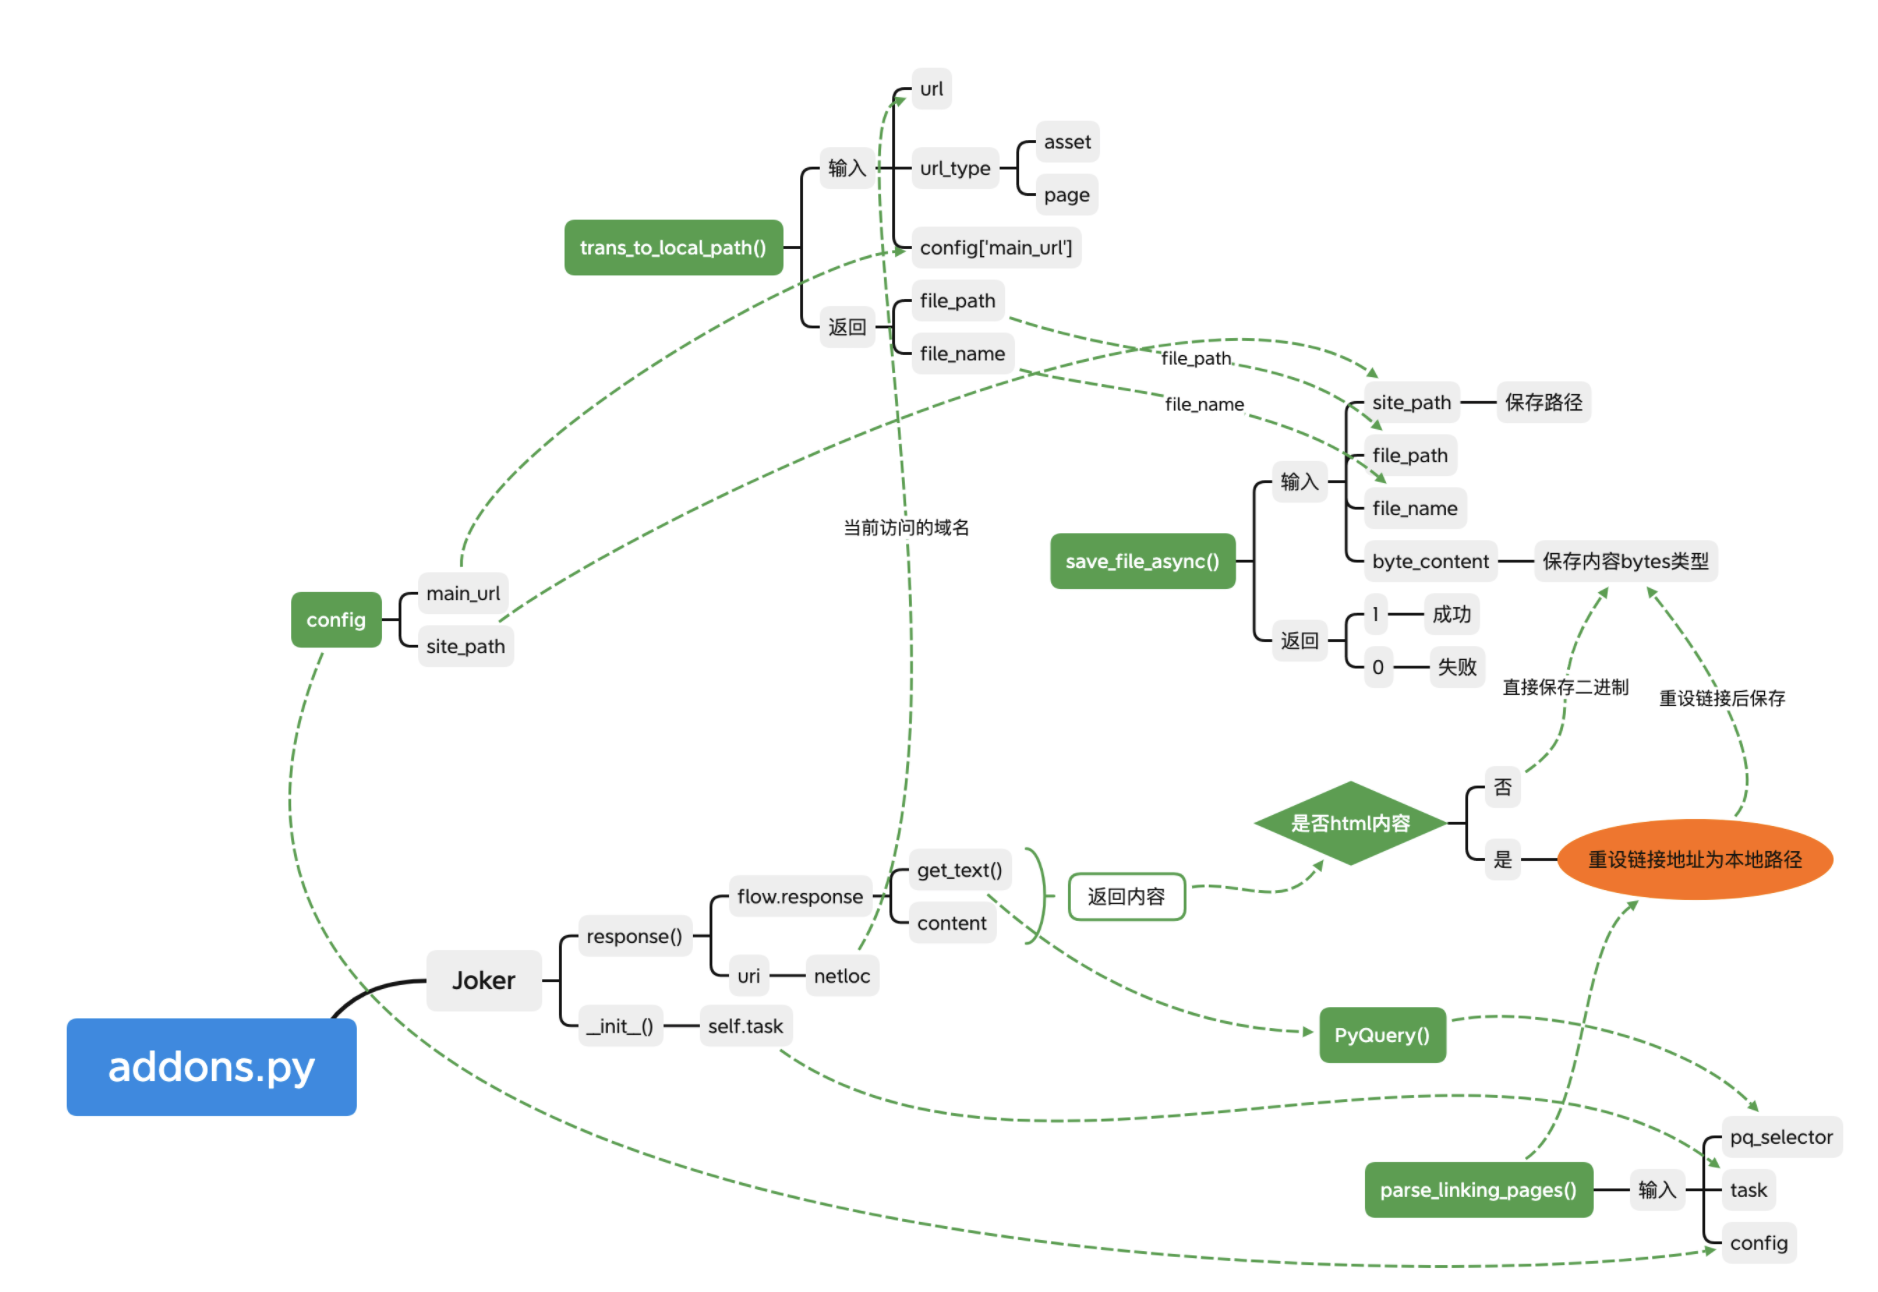 url
asset
输入
url_type
page
trans_to_local_path()
config['main_url']
file_path
返回
file_name
file_path
file_name
site_path
保存路径
file_path
输入
file_name
当前访问的域名
save_file_async()
byte_content
保存内容bytes类型
main_url
config
site_path
1
成功
返回
0
失败
直接保存二进制
重设链接后保存
否
是否html内容
是
重设链接地址为本地路径
get_text()
flow.response
返回内容
content
response()
uri
netloc
Joker
__init__()
self.task
addons.py
PyQuery()
pq_selector
parse_linking_pages()
输入
task
config